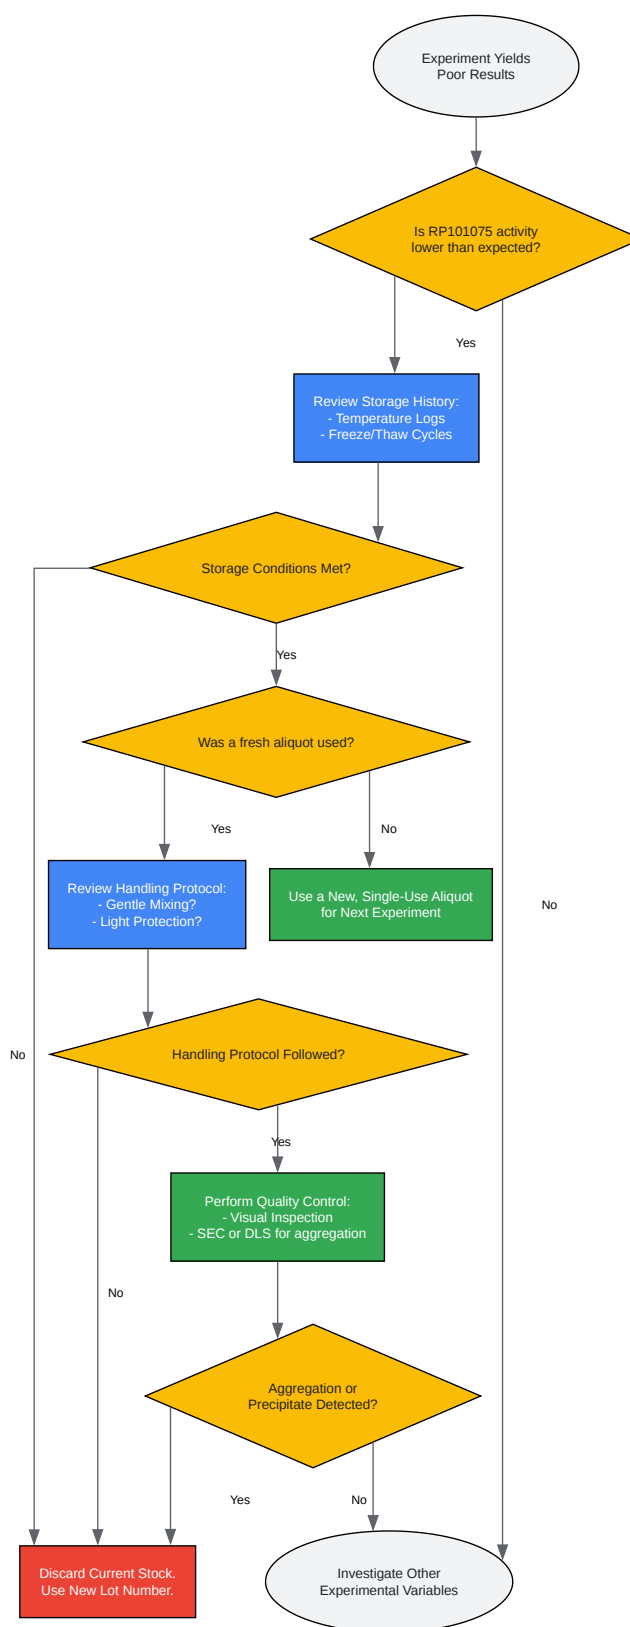 Experiment Yields
Poor Results
Is RP101075 activity
lower than expected?
Yes
Review Storage History:
- Temperature Logs
- Freeze/Thaw Cycles
Storage Conditions Met?
Yes
Was a fresh aliquot used?
Yes
No
Review Handling Protocol:
- Gentle Mixing?
- Light Protection?
Use a New, Single-Use Aliquot
for Next Experiment
No
No
Handling Protocol Followed?
Yes
Perform Quality Control:
- Visual Inspection
- SEC or DLS for aggregation
No
Aggregation or
Precipitate Detected?
Yes
No
Discard Current Stock.
Use New Lot Number.
Investigate Other
Experimental Variables